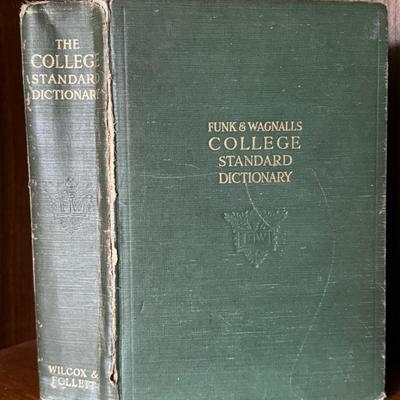 THE
COLLEGE
STANDARD
DICTIONARY
WILCOX &
FOLLETT
FUNK & WAGNALLS
COLLEGE
STANDARD
DICTIONARY